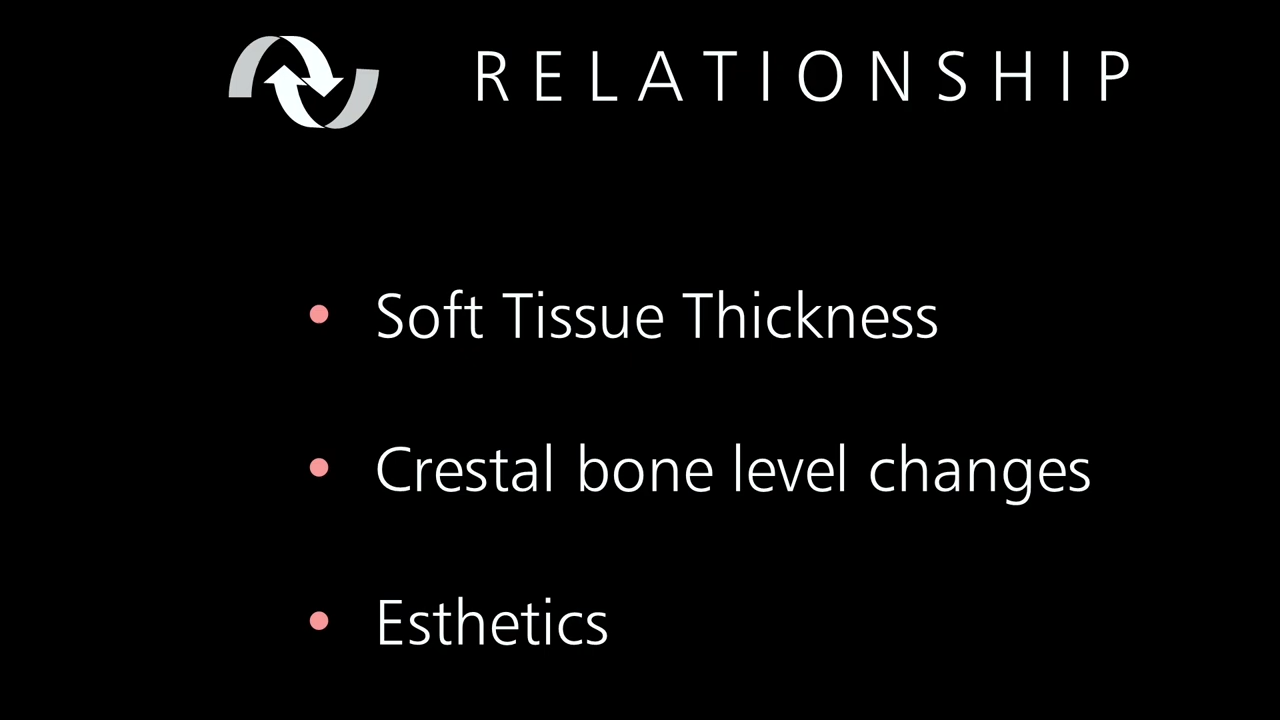 RELATIONSHIP
• Soft Tissue Thickness
• Crestal bone level changes
• Esthetics